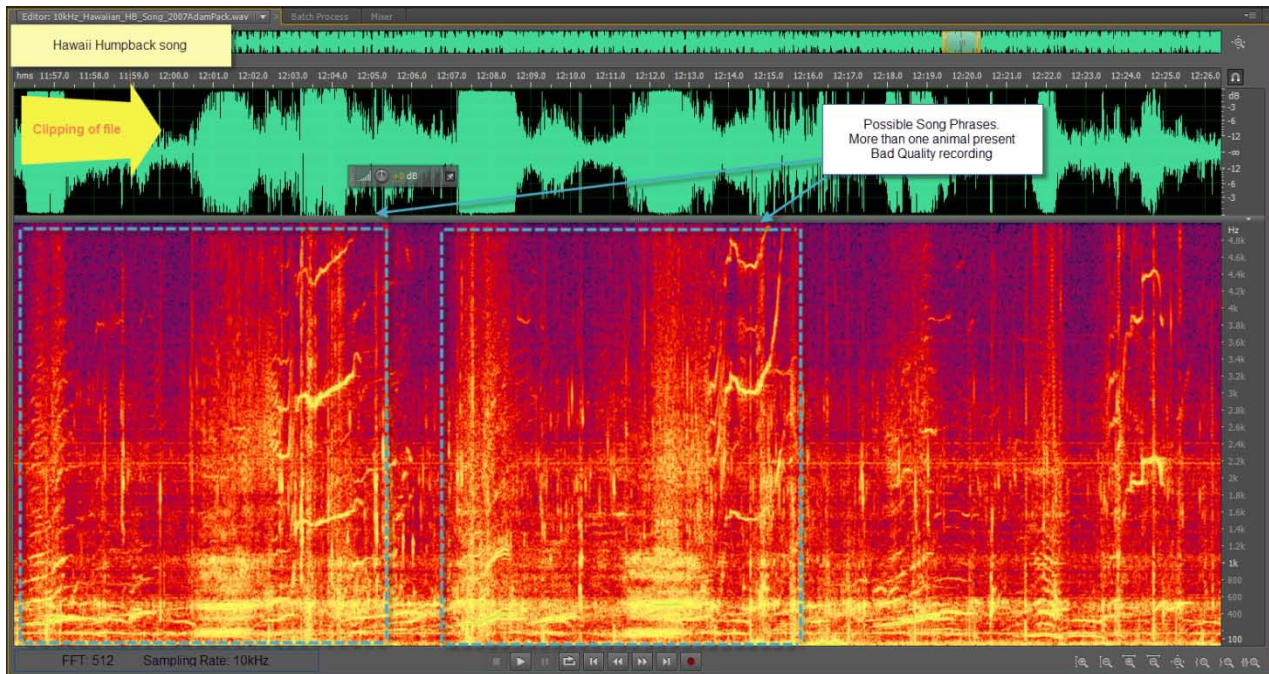 Editor: 10kHz_Hawaiian_HB_Song_2007AdamPack.wav Batch Process Mixer
Hawaii Humpback song
hms 11:57.0 11:58.0 11:59.0 12:00.0 12:01.0 12:02.0 12:03.0 12:04.0 12:05.0 12:06.0 12:07.0 12:08.0 12:09.0 12:10.0 12:11.0 12:12.0 12:13.0 12:14.0 12:15.0 12:16.0 12:17.0 12:18.0 12:19.0 12:20.0 12:21.0 12:22.0 12:23.0 12:24.0 12:25.0 12:26.0
dB
-3
-6
-12
-∞
-12
-6
-3
Clipping of file
Possible Song Phrases.
More than one animal present
Bad Quality recording
+0 dB
Hz
4.8k
4.6k
4.4k
4.2k
4k
3.8k
3.6k
3.4k
3.2k
3k
2.8k
2.6k
2.4k
2.2k
2k
1.8k
1.6k
1.4k
1.2k
1k
800
600
400
100
FFT: 512 Sampling Rate: 10kHz